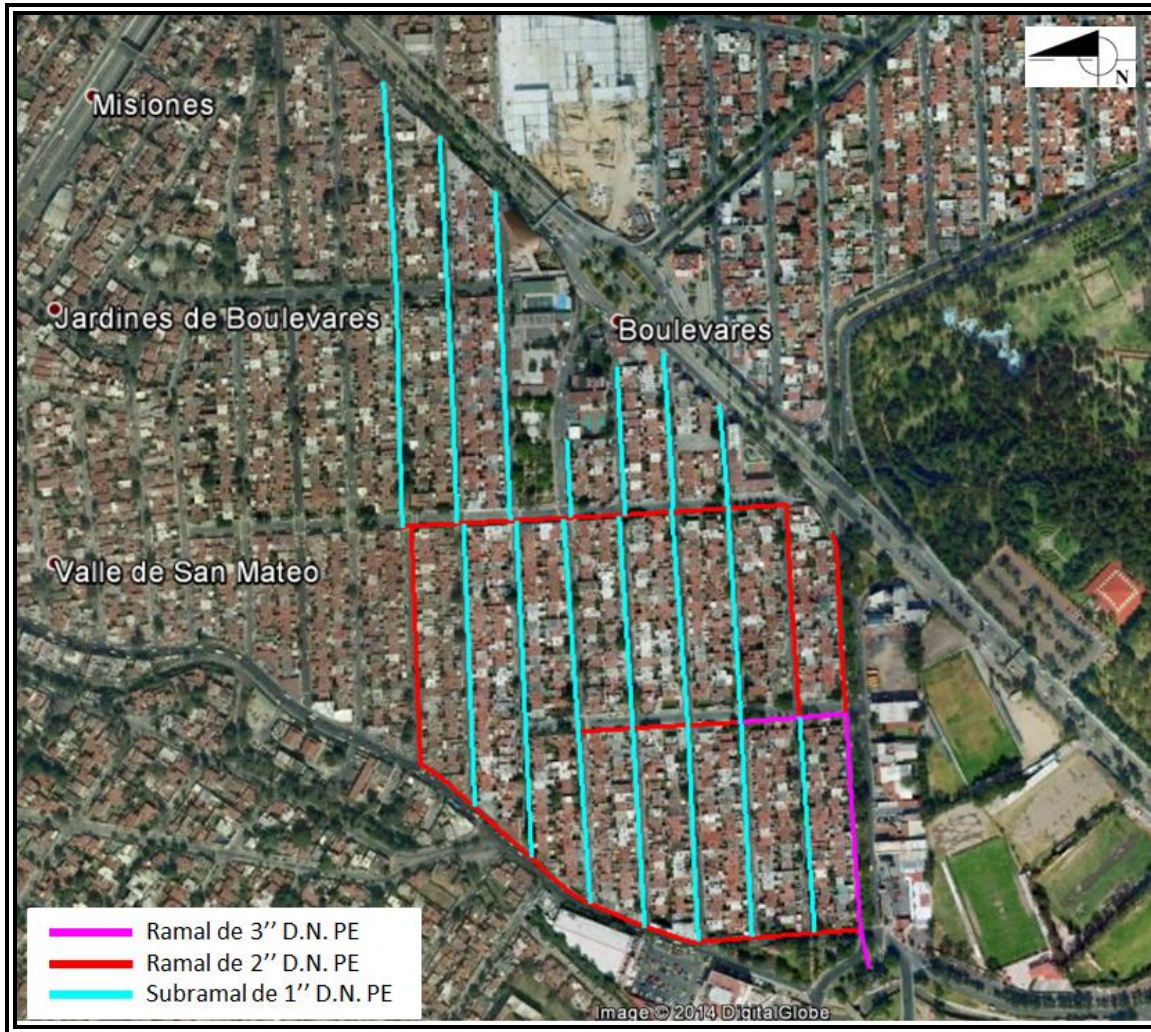 N
Misiones
Jardines de Boulevares
Boulevares
Valle de San Mateo
Ramal de 3’’ D.N. PE
Ramal de 2’’ D.N. PE
Subramal de 1’’ D.N. PE
Image © 2014 DigitalGlobe